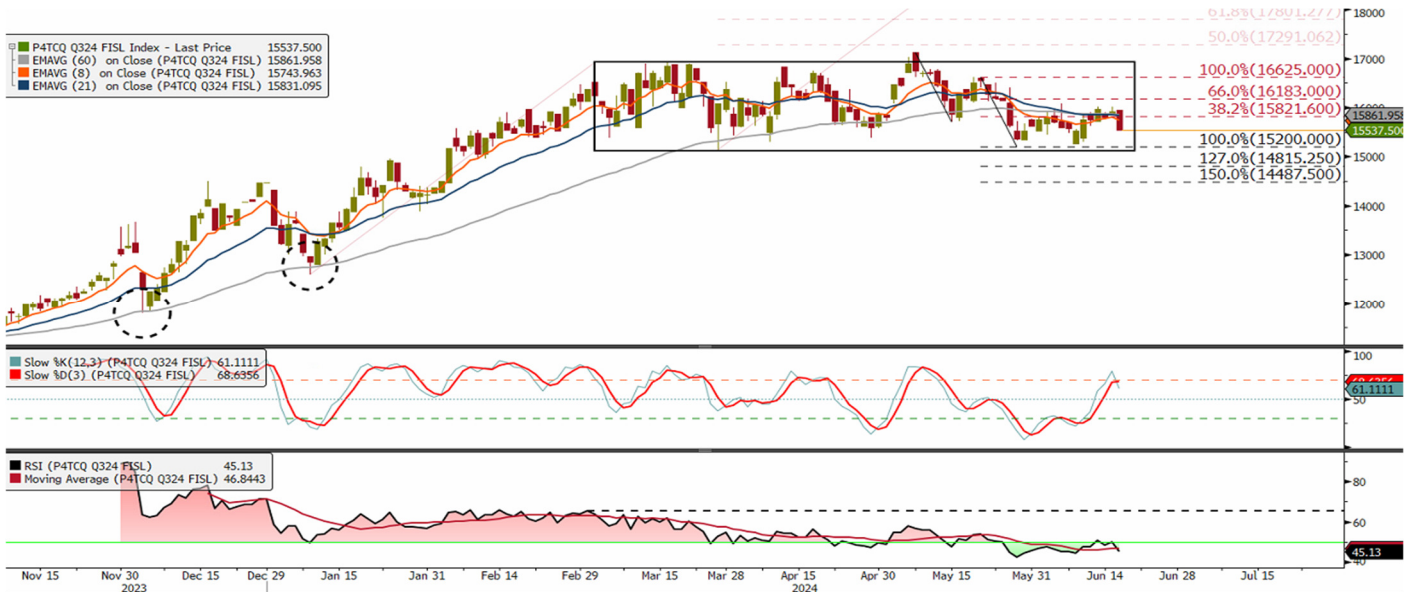 61.8%(17801.277)
18000
50.0%(17291.062)
P4TCQ Q324 FISL Index - Last Price 15537.500
EMAVG (60) on Close (P4TCQ Q324 FISL) 15861.958
EMAVG (8) on Close (P4TCQ Q324 FISL) 15743.963
EMAVG (21) on Close (P4TCQ Q324 FISL) 15831.095
17000
100.0%(16625.000)
66.0%(16183.000)
16000
38.2%(15821.600)
15861.958
15537.500
100.0%(15200.000)
15000
127.0%(14815.250)
150.0%(14487.500)
14000
13000
12000
Slow %K(12,3) (P4TCQ Q324 FISL) 61.1111
Slow %D(3) (P4TCQ Q324 FISL) 68.6356
100
61.1111
50
RSI (P4TCQ Q324 FISL) 45.13
Moving Average (P4TCQ Q324 FISL) 46.8443
80
60
45.13
40
Nov 15 Nov 30 Dec 15 Dec 29 Jan 15 Jan 31 Feb 14 Feb 29 Mar 15 Mar 28 Apr 15 Apr 30 May 15 May 31 Jun 14 Jun 28 Jul 15
2023 2024